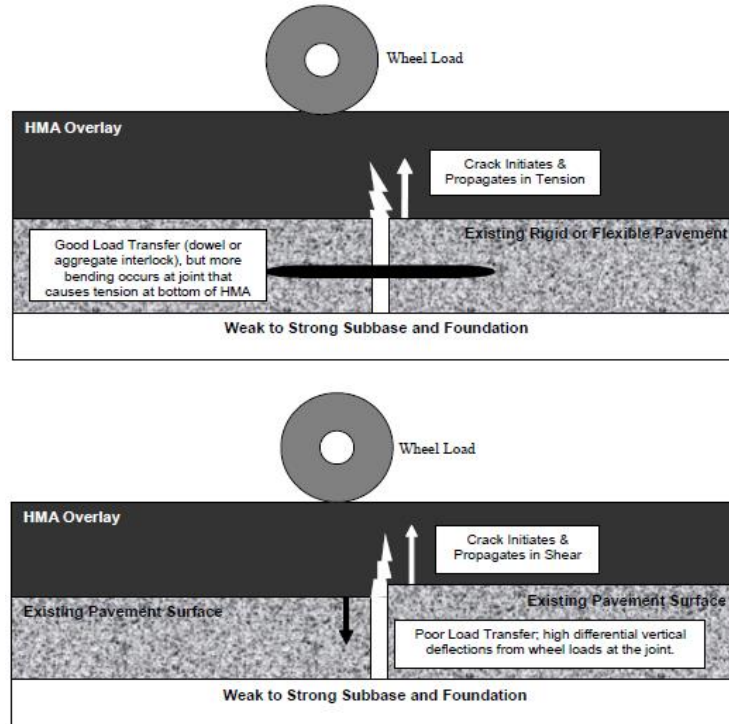 Wheel Load
HMA Overlay
Crack Initiates &
Propagates in Tension
Existing Rigid or Flexible Pavement
Good Load Transfer (dowel or
aggregate interlock), but more
bending occurs at joint that
causes tension at bottom of HMA
Weak to Strong Subbase and Foundation
Wheel Load
HMA Overlay
Crack Initiates &
Propagates in Shear
Existing Pavement Surface
Existing Pavement Surface
Poor Load Transfer; high differential vertical
deflections from wheel loads at the joint.
Weak to Strong Subbase and Foundation